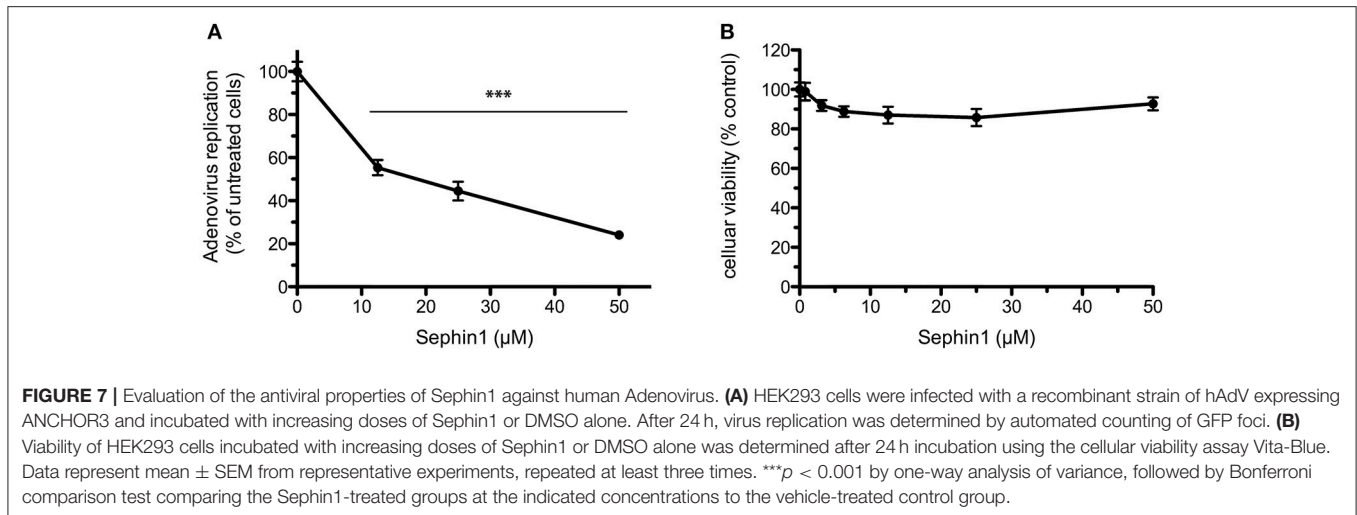 A
Adenovirus replication
(% of untreated cells)
100
80
60
40
20
0
***
0 10 20 30 40 50
Sephin1 (µM)
B
celluar viability (% control)
120
100
80
60
40
20
0
0 10 20 30 40 50
Sephin1 (µM)
FIGURE 7 | Evaluation of the antiviral properties of Sephin1 against human Adenovirus. (A) HEK293 cells were infected with a recombinant strain of hAdV expressing
ANCHOR3 and incubated with increasing doses of Sephin1 or DMSO alone. After 24 h, virus replication was determined by automated counting of GFP foci. (B)
Viability of HEK293 cells incubated with increasing doses of Sephin1 or DMSO alone was determined after 24 h incubation using the cellular viability assay Vita-Blue.
Data represent mean ± SEM from representative experiments, repeated at least three times. ***p < 0.001 by one-way analysis of variance, followed by Bonferroni
comparison test comparing the Sephin1-treated groups at the indicated concentrations to the vehicle-treated control group.